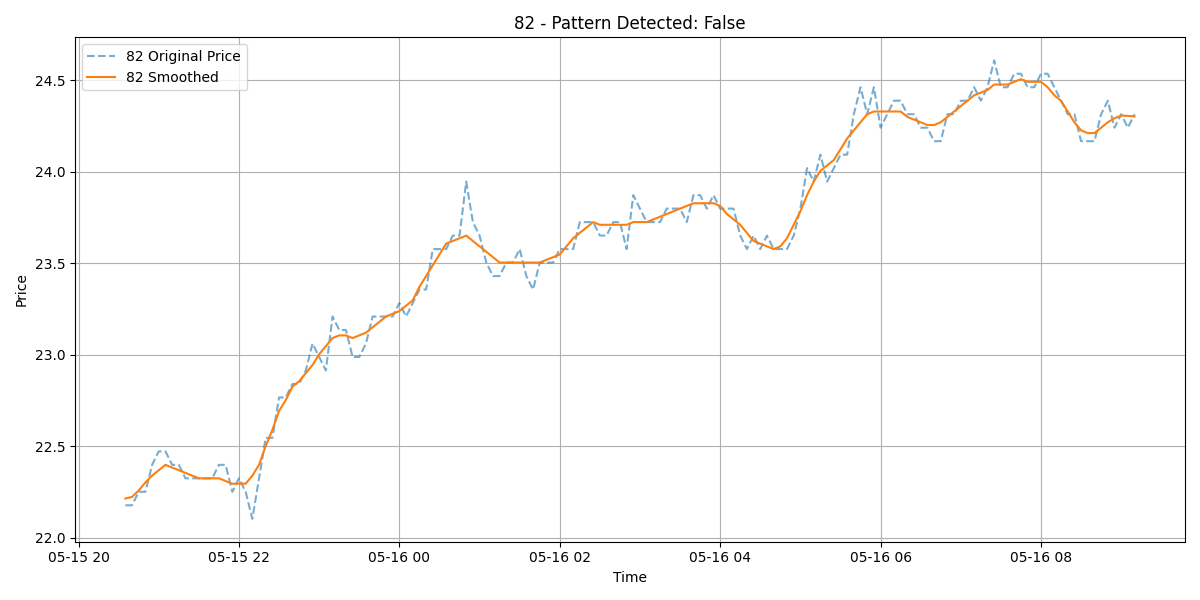 82 - Pattern Detected: False
82 Original Price
82 Smoothed
24.5
24.0
23.5
23.0
22.5
22.0
Price
05-15 20 05-15 22 05-16 00 05-16 02 05-16 04 05-16 06 05-16 08
Time